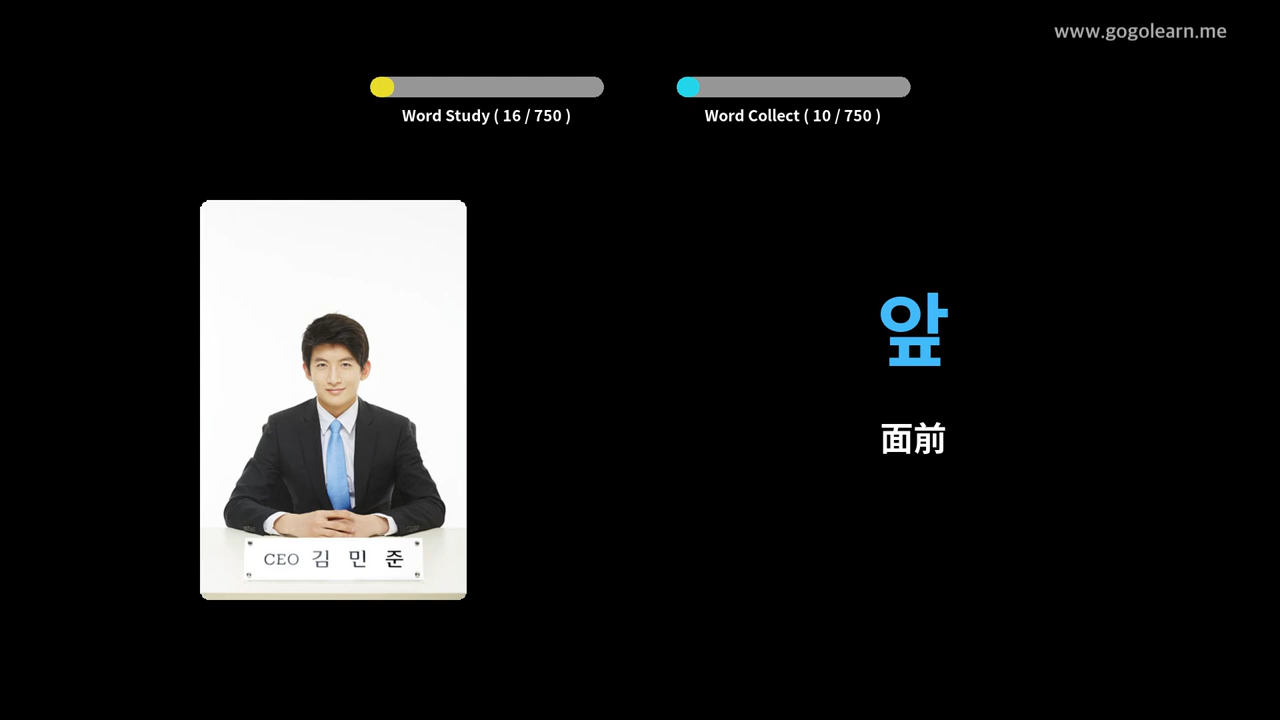 www.gogolearn.me
Word Study ( 16 / 750 )
Word Collect ( 10 / 750 )
앞
面前
CEO 김 민 준